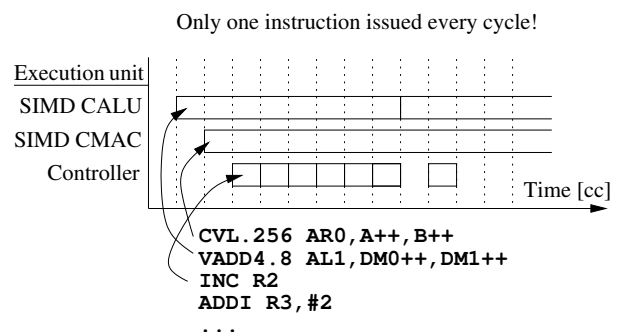 Only one instruction issued every cycle!
Execution unit
SIMD CALU
SIMD CMAC
Controller
Time [cc]
CVL.256 AR0,A++,B++
VADD4.8 AL1,DM0++,DM1++
INC R2
ADDI R3,#2
...